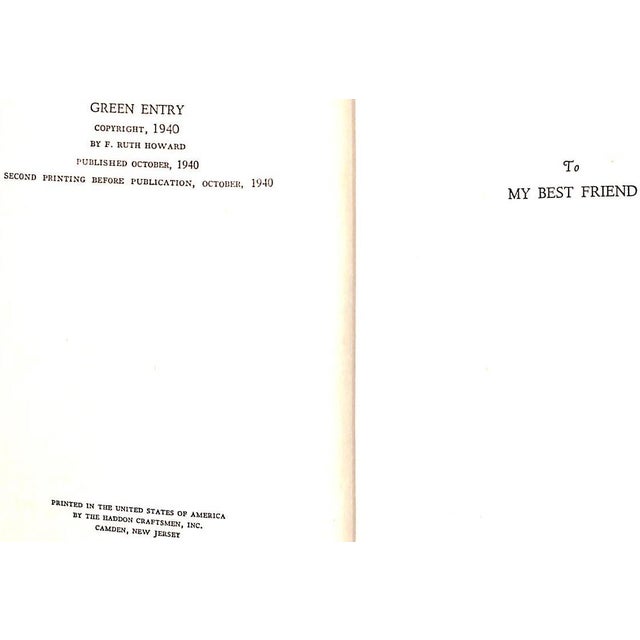 GREEN ENTRY
COPYRIGHT, 1940
BY F. RUTH HOWARD
PUBLISHED OCTOBER, 1940
SECOND PRINTING BEFORE PUBLICATION, OCTOBER, 1940
PRINTED IN THE UNITED STATES OF AMERICA
BY THE HADDON CRAFTSMEN, INC.
CAMDEN, NEW JERSEY
To
MY BEST FRIEND